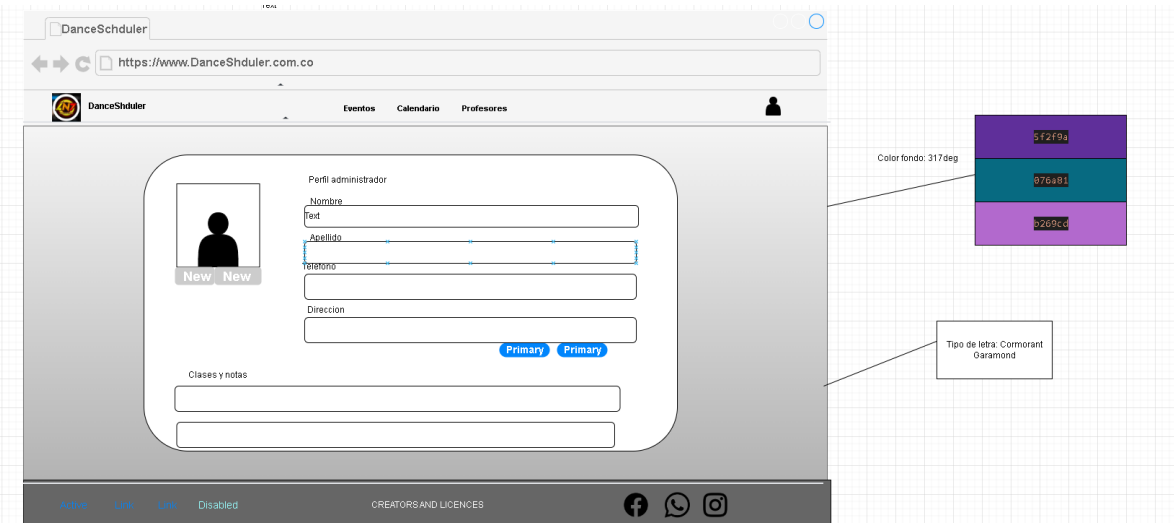 DanceSchduler
https://www.DanceShduler.com.co
DanceShduler
Eventos Calendario Profesores
Perfil administrador
Nombre
Text
Apellido
Telefono
New New
Direccion
Primary Primary
Clases y notas
Disabled
CREATORS AND LICENCES
Color fondo: 317deg
5f2f9a
076a81
b269cd
Tipo de letra: Cormorant
Garamond